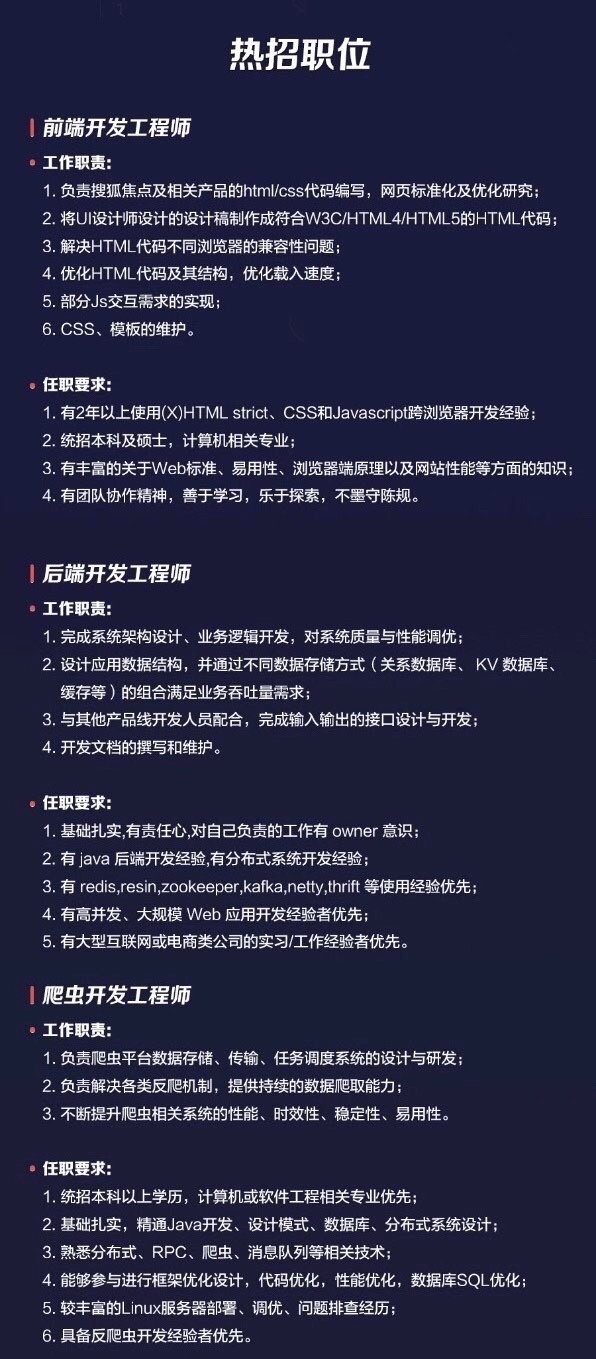 热招职位
前端开发工程师
工作职责:
1. 负责搜狐焦点及相关产品的html/css代码编写，网页标准化及优化研究；
2. 将UI设计师设计的设计稿制作成符合W3C/HTML4/HTML5的HTML代码；
3. 解决HTML代码不同浏览器的兼容性问题；
4. 优化HTML代码及其结构，优化载入速度；
5. 部分Js交互需求的实现；
6. CSS、模板的维护。
任职要求:
1. 有2年以上使用(X)HTML strict、CSS和Javascript跨浏览器开发经验；
2. 统招本科及硕士，计算机相关专业；
3. 有丰富的关于Web标准、易用性、浏览器端原理以及网站性能等方面的知识；
4. 有团队协作精神，善于学习，乐于探索，不墨守陈规。
后端开发工程师
工作职责:
1. 完成系统架构设计、业务逻辑开发，对系统质量与性能调优；
2. 设计应用数据结构，并通过不同数据存储方式（关系数据库、 KV 数据库、
缓存等）的组合满足业务吞吐量需求；
3. 与其他产品线开发人员配合，完成输入输出的接口设计与开发；
4. 开发文档的撰写和维护。
任职要求:
1. 基础扎实,有责任心,对自己负责的工作有 owner 意识；
2. 有 java 后端开发经验,有分布式系统开发经验；
3. 有 redis,resin,zookeeper,kafka,netty,thrift 等使用经验优先；
4. 有高并发、大规模 Web 应用开发经验者优先；
5. 有大型互联网或电商类公司的实习/工作经验者优先。
爬虫开发工程师
工作职责:
1. 负责爬虫平台数据存储、传输、任务调度系统的设计与研发；
2. 负责解决各类反爬机制，提供持续的数据爬取能力；
3. 不断提升爬虫相关系统的性能、时效性、稳定性、易用性。
任职要求:
1. 统招本科以上学历，计算机或软件工程相关专业优先；
2. 基础扎实，精通Java开发、设计模式、数据库、分布式系统设计；
3. 熟悉分布式、RPC、爬虫、消息队列等相关技术；
4. 能够参与进行框架优化设计，代码优化，性能优化，数据库SQL优化；
5. 较丰富的Linux服务器部署、调优、问题排查经历；
6. 具备反爬虫开发经验者优先。